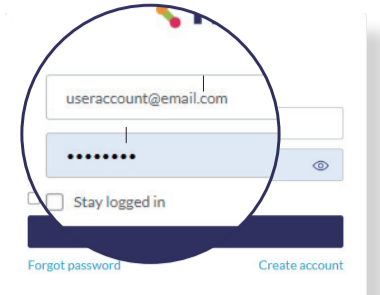 useraccount@email.com
••••••••
Stay logged in
Forgot password
Create account